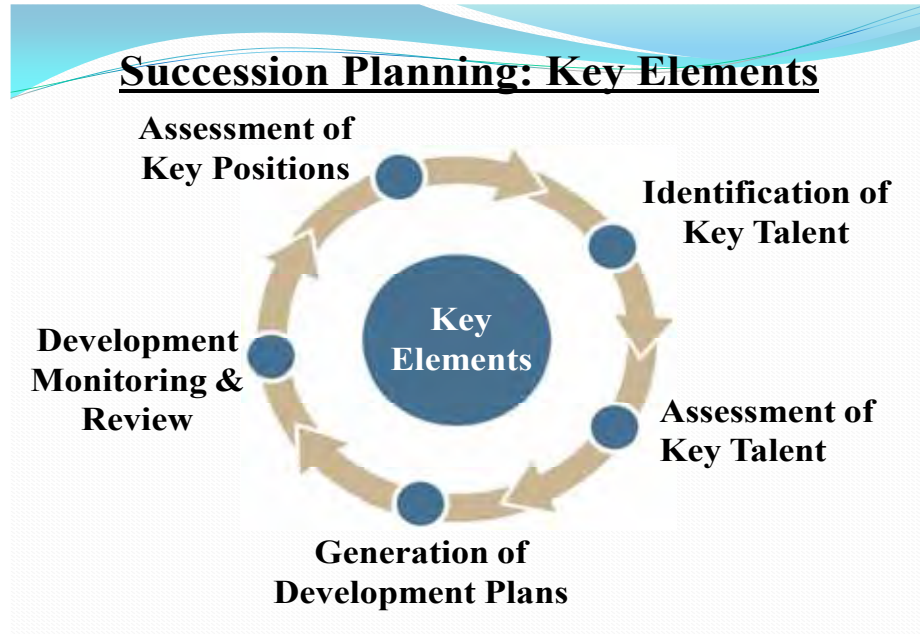 Succession Planning: Key Elements
Assessment of
Key Positions
Identification of
Key Talent
Key
Elements
Development
Monitoring &
Review
Assessment of
Key Talent
Generation of
Development Plans